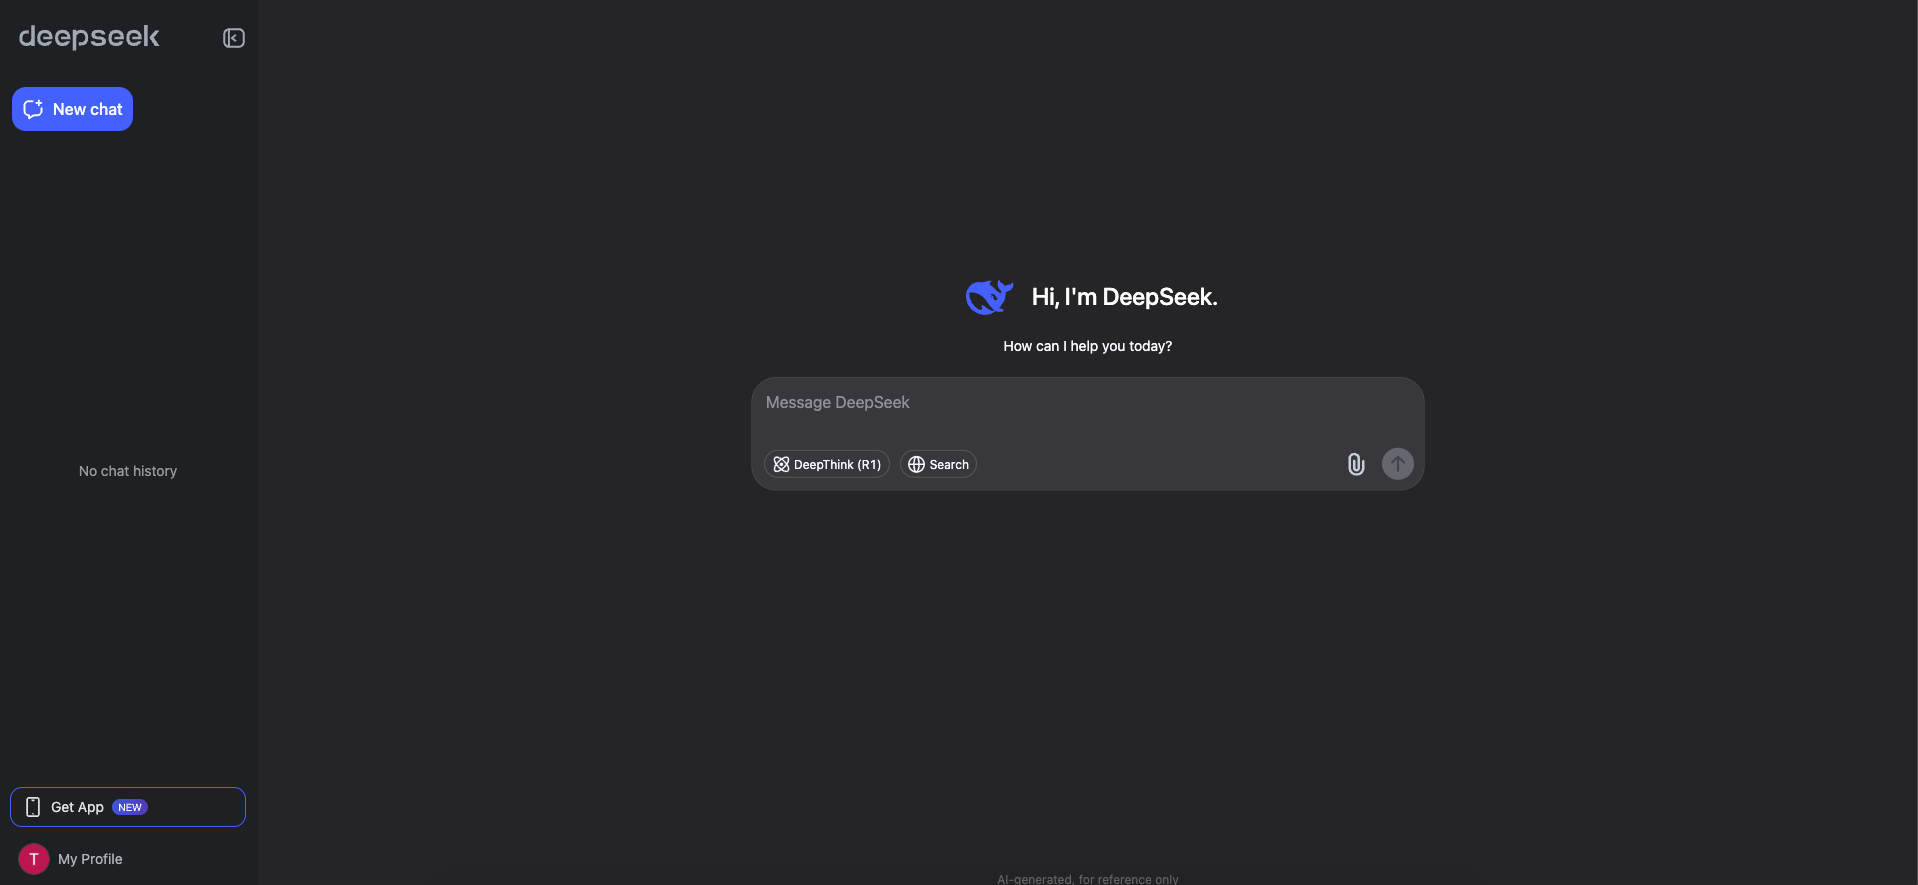 deepseek
New chat
No chat history
Get App NEW
T My Profile
Hi, I'm DeepSeek.
How can I help you today?
Message DeepSeek
DeepThink (R1) Search
AI-generated, for reference only